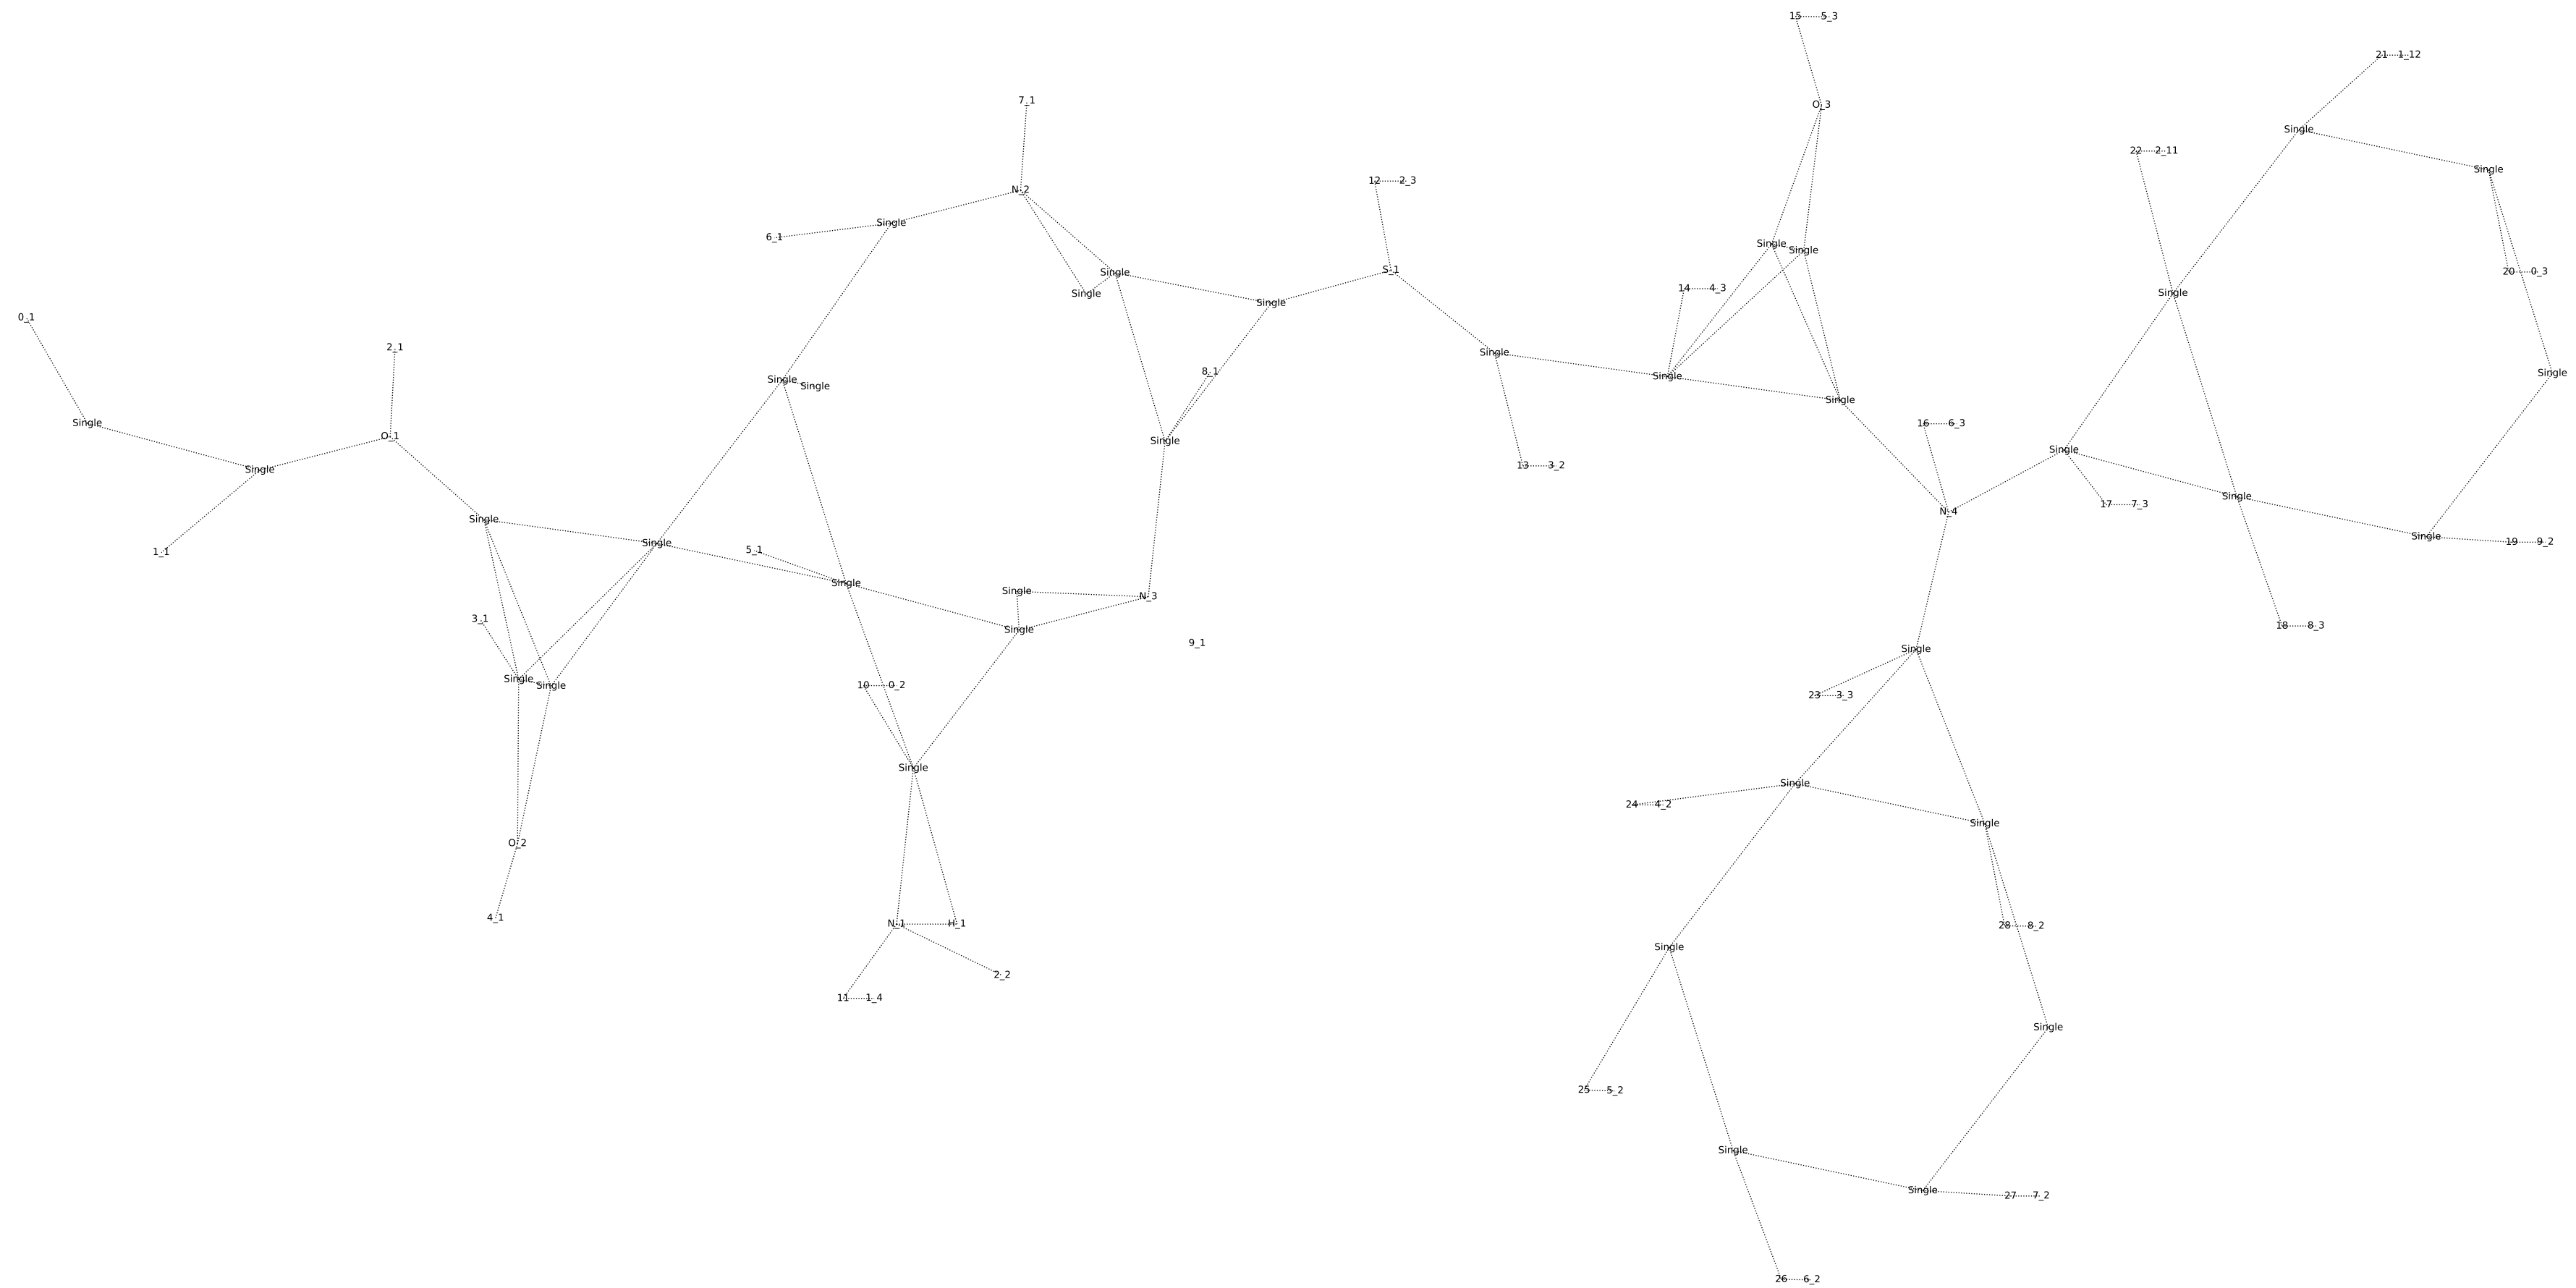 15 5_3
21 1_12
7_1
O_3
Single
22 2_11
Single
12 2_3
N_2
Single
6_1
Single
Single
S_1
20 0_3
Single
14 4_3
Single
Single
Single
0_1
2_1
Single
8_1
Single
Single
Single
Single
Single
Single
16 6_3
O_1
Single
Single
13 3_2
Single
Single
17 7_3
N_4
Single
Single
19 9_2
Single
5_1
1_1
Single
Single
N_3
3_1
18 8_3
Single
9_1
Single
Single
Single
10 0_2
23 3_3
Single
Single
24 4_2
Single
O_2
4_1
N_1 H_1
28 8_2
Single
2_2
11 1_4
Single
25 5_2
Single
Single
27 7_2
26 6_2